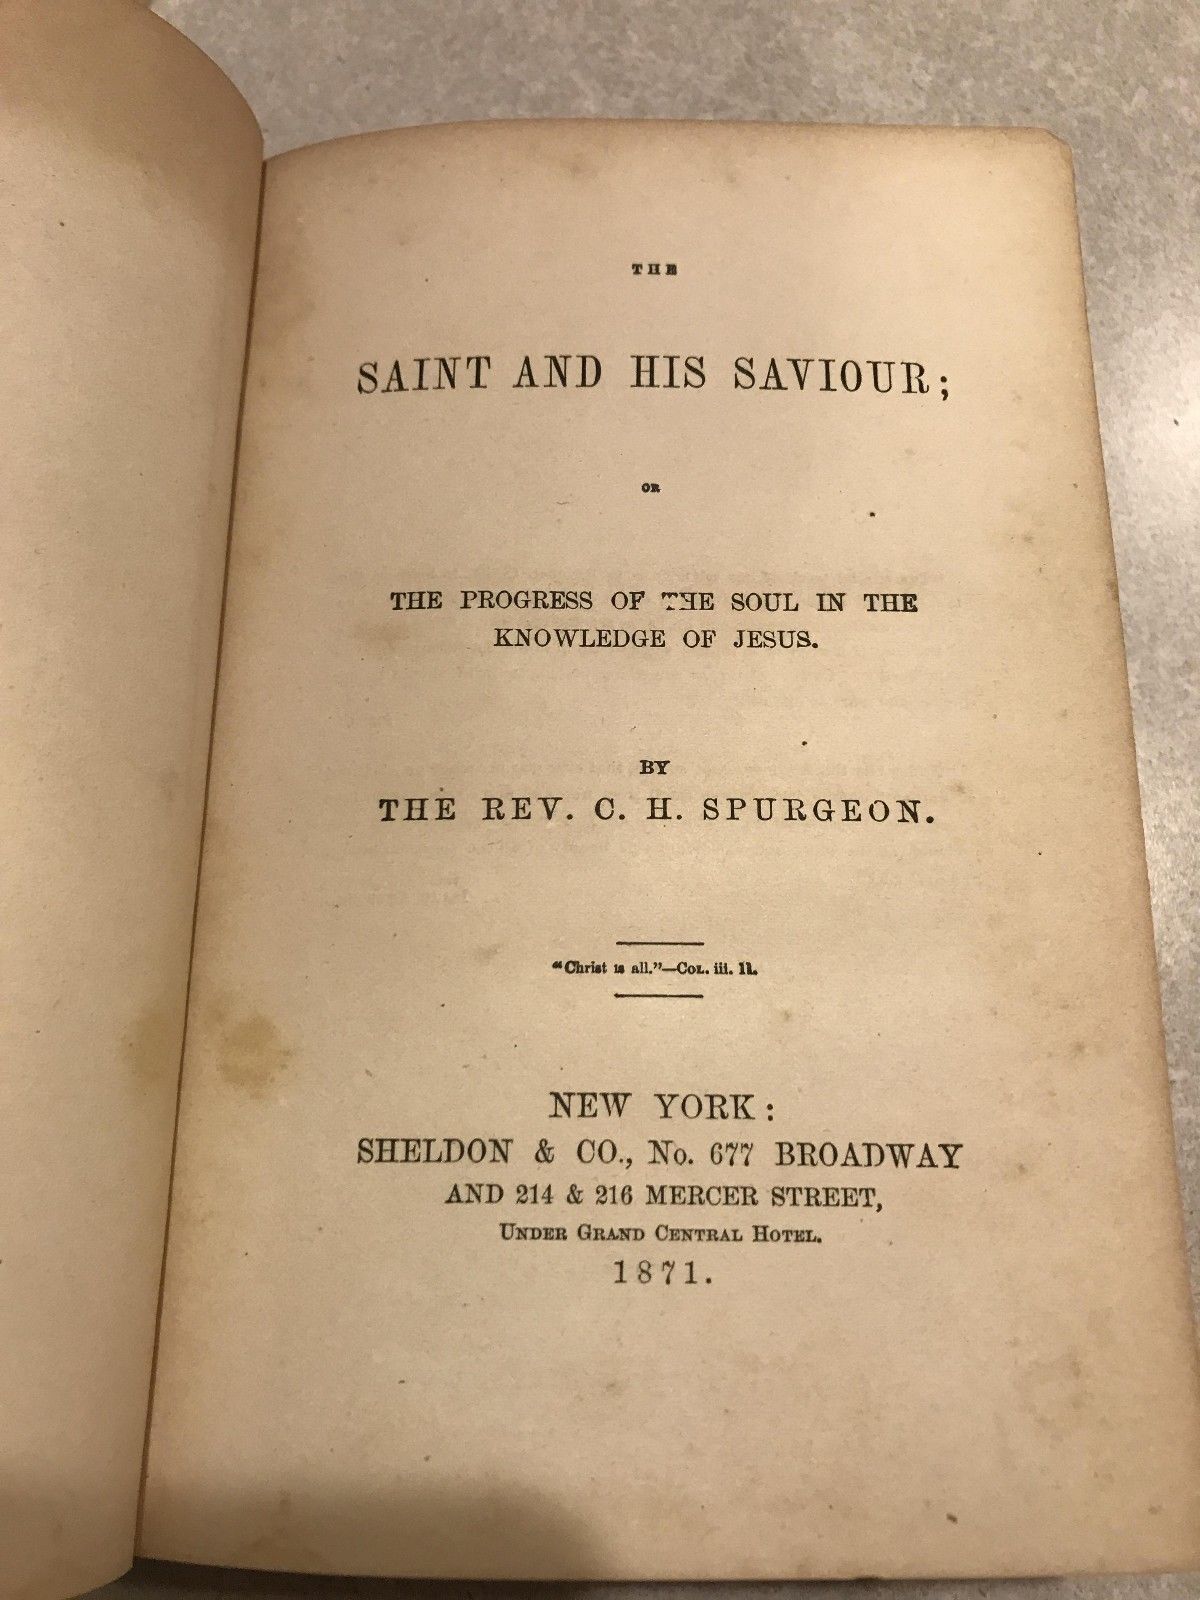 THE
SAINT AND HIS SAVIOUR;
OR
THE PROGRESS OF THE SOUL IN THE
KNOWLEDGE OF JESUS.
BY
THE REV. C. H. SPURGEON.
"Christ is all."—COL. iii. 11.
NEW YORK:
SHELDON & CO., No. 677 BROADWAY
AND 214 & 216 MERCER STREET,
UNDER GRAND CENTRAL HOTEL.
1871.